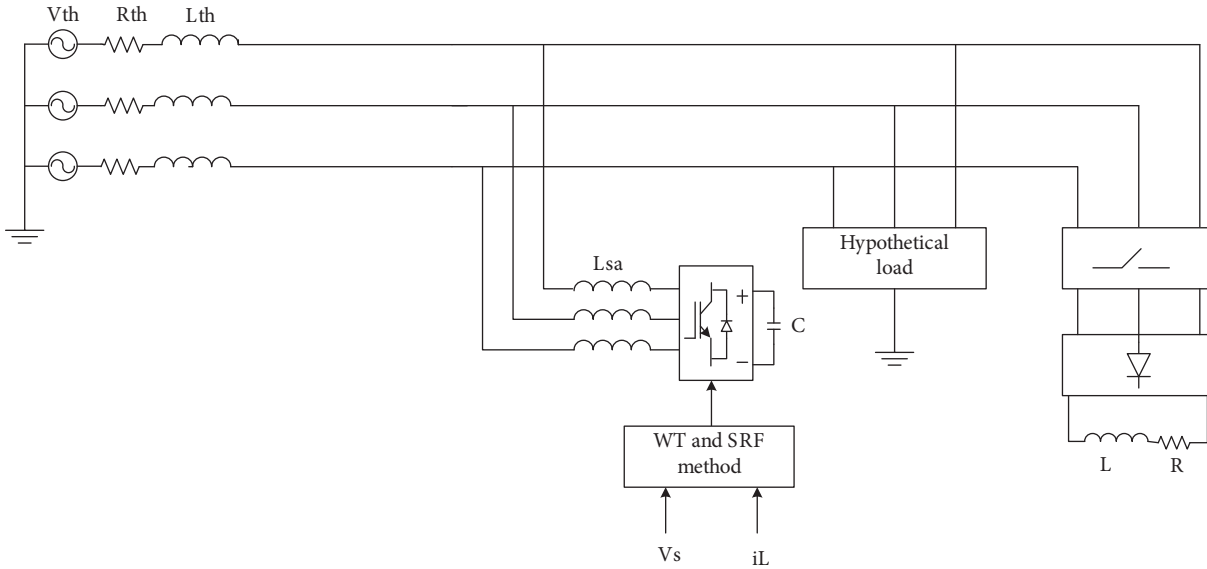 Vth
Rth
Lth
Lsa
+
−
C
Hypothetical
load
WT and SRF
method
Vs
iL
L
R